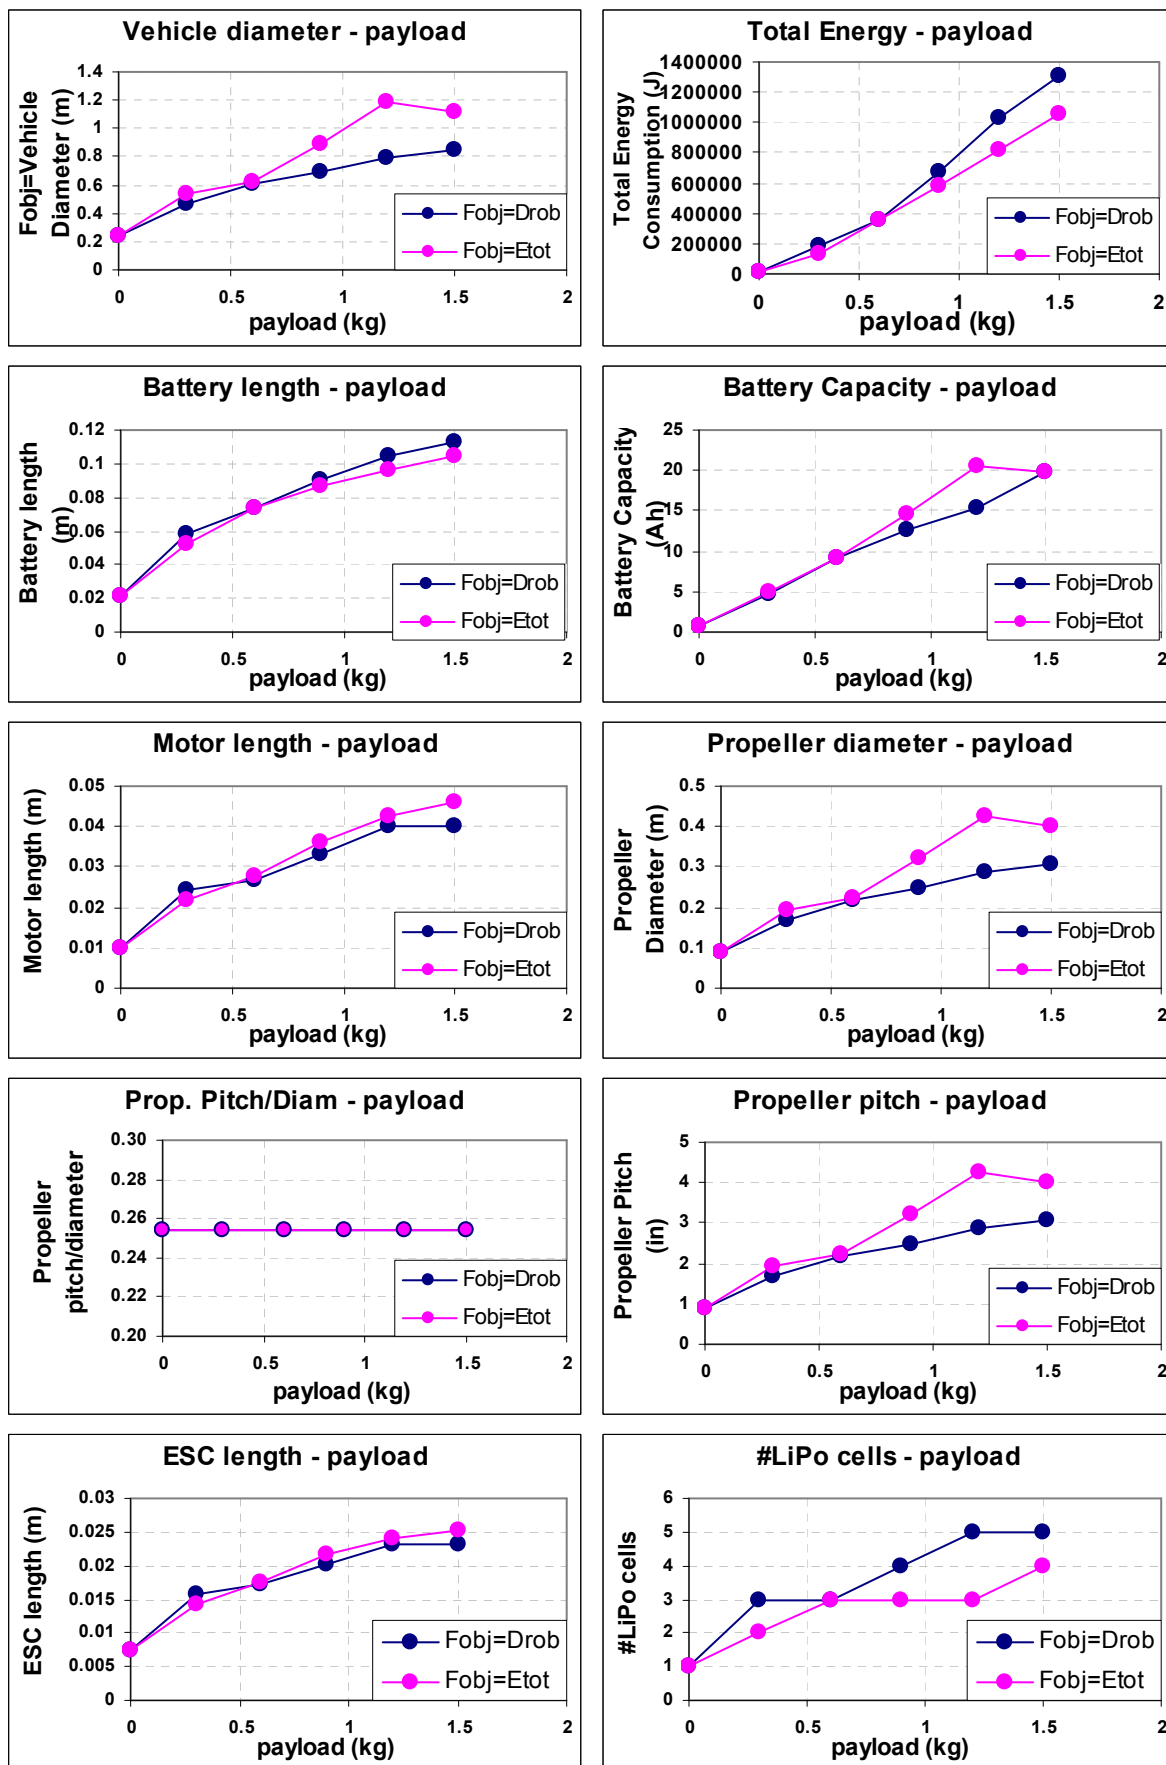 Vehicle diameter - payload
Fobj=Vehicle
Diameter (m)
1.4
1.2
1
0.8
0.6
0.4
0.2
0
0 0.5 1 1.5 2
payload (kg)
Fobj=Drob
Fobj=Etot
Total Energy - payload
Total Energy
Consumption (J)
1400000
1200000
1000000
800000
600000
400000
200000
0
0 0.5 1 1.5 2
payload (kg)
Fobj=Drob
Fobj=Etot
Battery length - payload
Battery length
(m)
0.12
0.1
0.08
0.06
0.04
0.02
0
0 0.5 1 1.5 2
payload (kg)
Fobj=Drob
Fobj=Etot
Battery Capacity - payload
Battery Capacity
(Ah)
25
20
15
10
5
0
0 0.5 1 1.5 2
payload (kg)
Fobj=Drob
Fobj=Etot
Motor length - payload
Motor length (m)
0.05
0.04
0.03
0.02
0.01
0
0 0.5 1 1.5 2
payload (kg)
Fobj=Drob
Fobj=Etot
Propeller diameter - payload
Propeller
Diameter (m)
0.5
0.4
0.3
0.2
0.1
0
0 0.5 1 1.5 2
payload (kg)
Fobj=Drob
Fobj=Etot
Prop. Pitch/Diam - payload
Propeller
pitch/diameter
0.30
0.28
0.26
0.24
0.22
0.20
0 0.5 1 1.5 2
payload (kg)
Fobj=Drob
Fobj=Etot
Propeller pitch - payload
Propeller Pitch
(in)
5
4
3
2
1
0
0 0.5 1 1.5 2
payload (kg)
Fobj=Drob
Fobj=Etot
ESC length - payload
ESC length (m)
0.03
0.025
0.02
0.015
0.01
0.005
0
0 0.5 1 1.5 2
payload (kg)
Fobj=Drob
Fobj=Etot
#LiPo cells - payload
#LiPo cells
6
5
4
3
2
1
0
0 0.5 1 1.5 2
payload (kg)
Fobj=Drob
Fobj=Etot